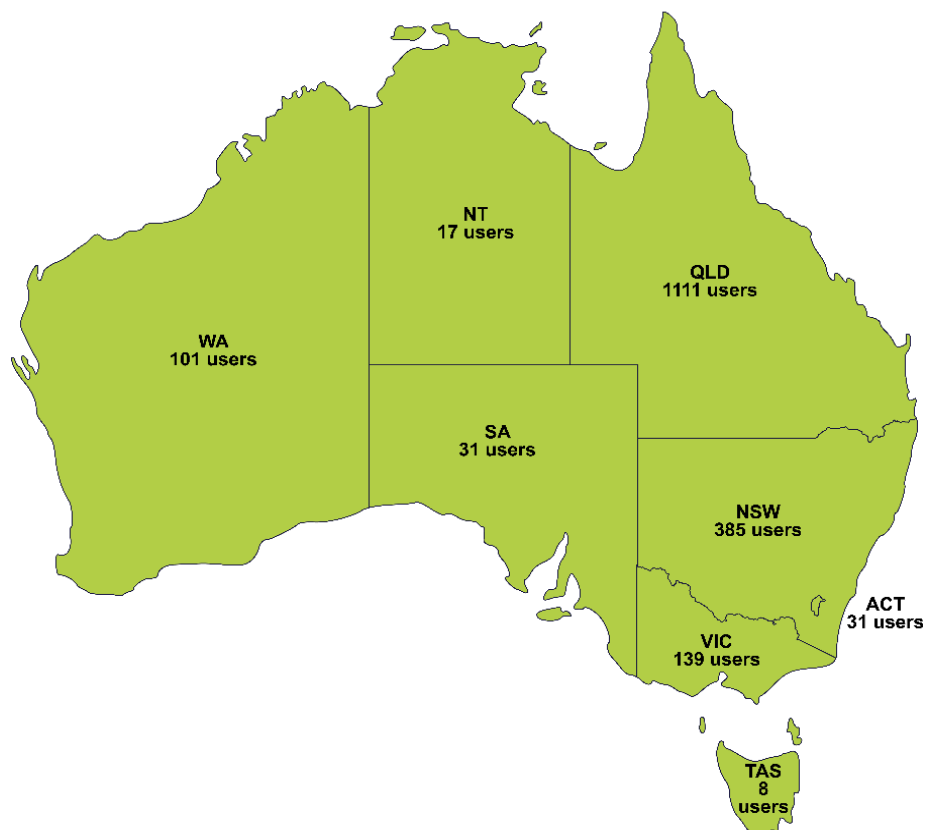 NT
17 users
QLD
1111 users
WA
101 users
SA
31 users
NSW
385 users
ACT
31 users
VIC
139 users
TAS
8
users